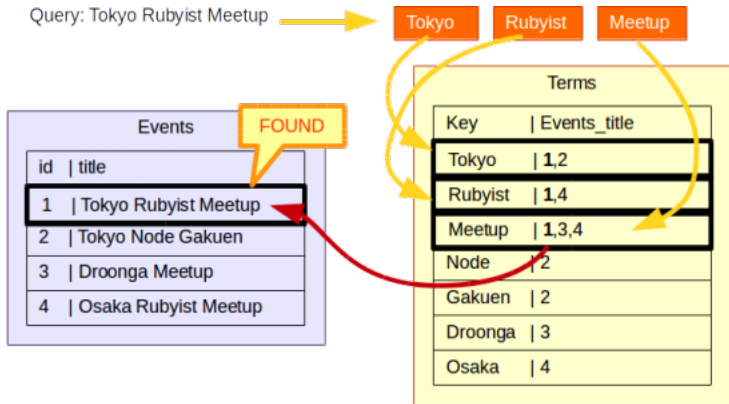 Query: Tokyo Rubyist Meetup
Tokyo
Rubyist
Meetup
Events
FOUND
id | title
1 | Tokyo Rubyist Meetup
2 | Tokyo Node Gakuen
3 | Droonga Meetup
4 | Osaka Rubyist Meetup
Terms
Key | Events_title
Tokyo | 1,2
Rubyist | 1,4
Meetup | 1,3,4
Node | 2
Gakuen | 2
Droonga | 3
Osaka | 4